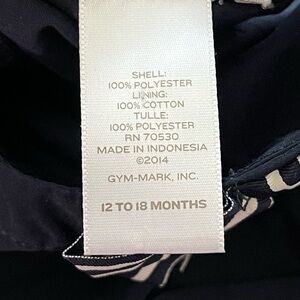 SHELL:
100% POLYESTER
LINING:
100% COTTON
TULLE:
100% POLYESTER
RN 70530
MADE IN INDONESIA
©2014
GYM-MARK, INC.
12 TO 18 MONTHS